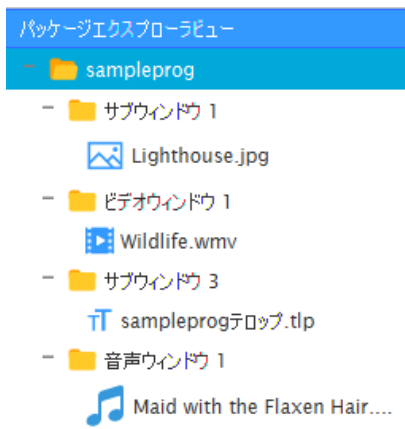 パッケージエクスプローラビュー
sampleprog
サブウィンドウ 1
Lighthouse.jpg
ビデオウィンドウ 1
Wildlife.wmv
サブウィンドウ 3
sampleprogテロップ.tlp
音声ウィンドウ 1
Maid with the Flaxen Hair....